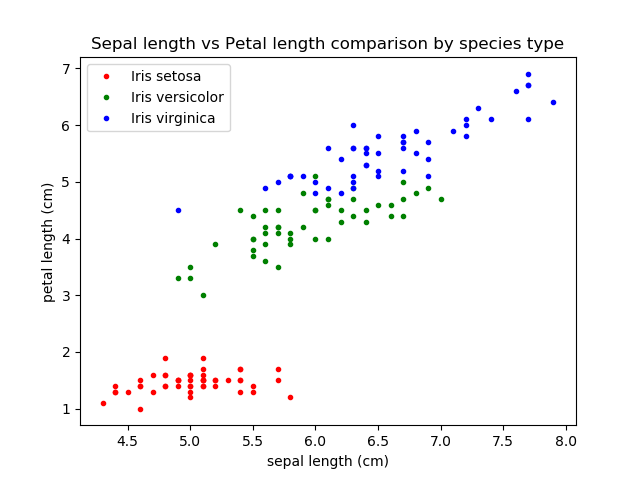 Sepal length vs Petal length comparison by species type
Iris setosa
Iris versicolor
Iris virginica
7
6
5
4
3
2
1
petal length (cm)
4.5 5.0 5.5 6.0 6.5 7.0 7.5 8.0
sepal length (cm)